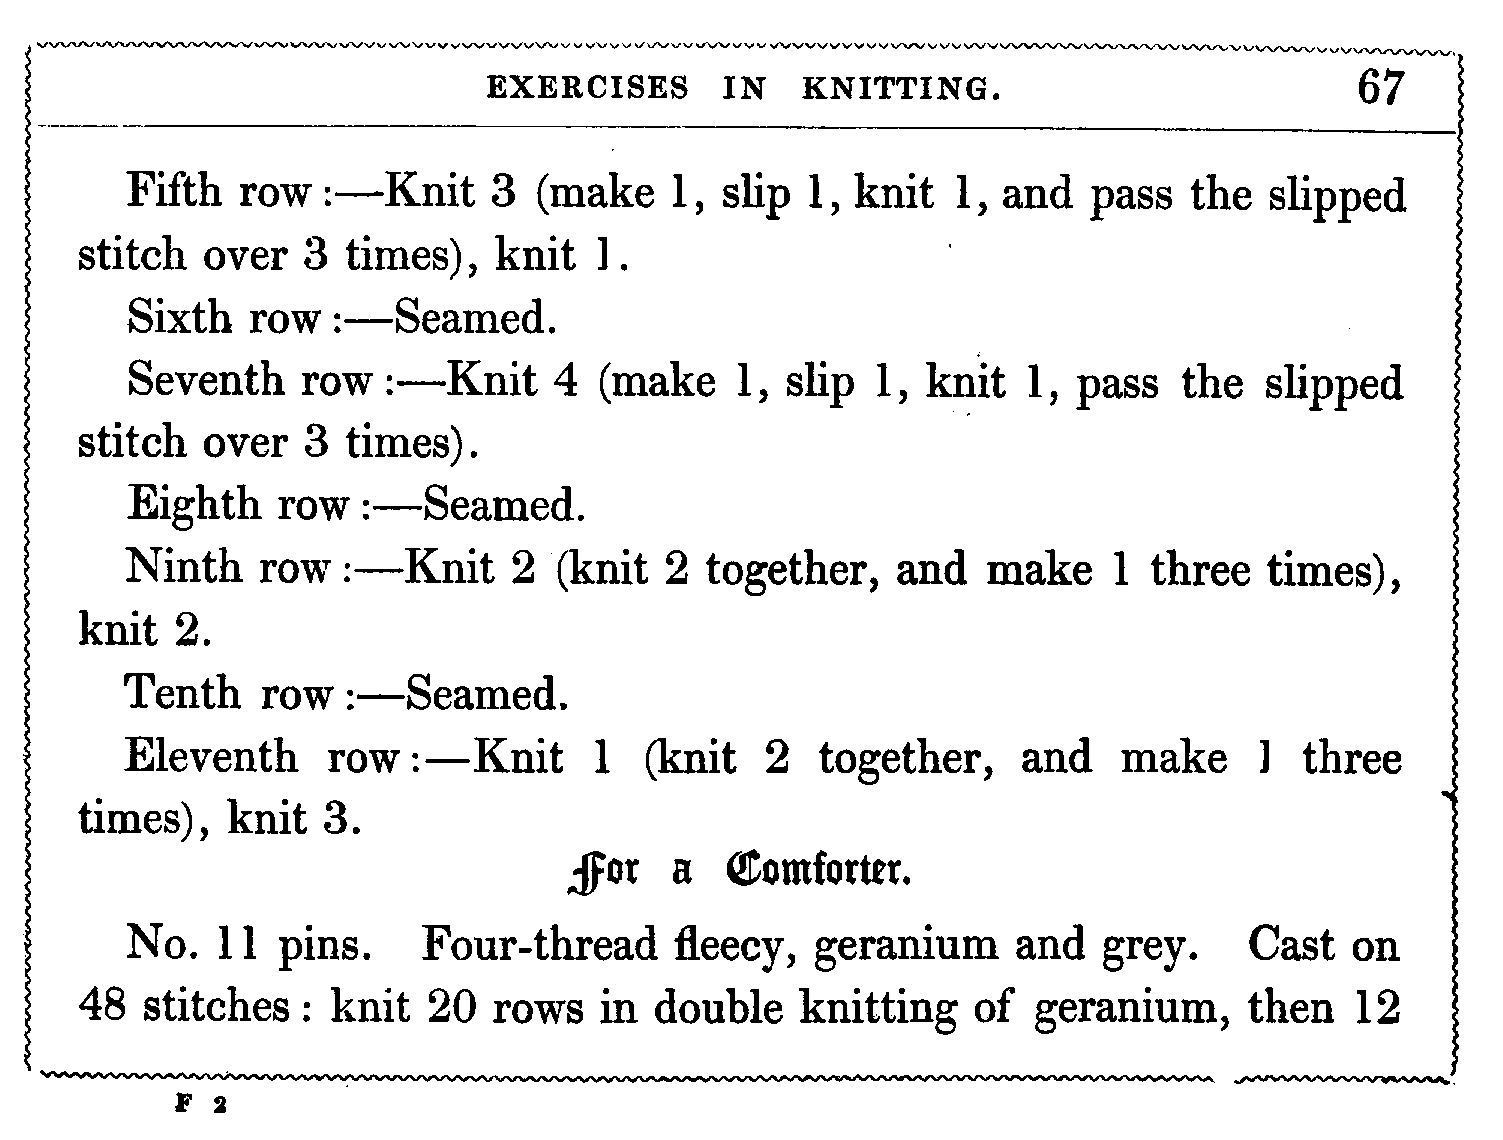 EXERCISES IN KNITTING. 67
Fifth row:—Knit 3 (make 1, slip 1, knit 1, and pass the slipped
stitch over 3 times), knit 1.
Sixth row:—Seamed.
Seventh row:—Knit 4 (make 1, slip 1, knit 1, pass the slipped
stitch over 3 times).
Eighth row:—Seamed.
Ninth row:—Knit 2 (knit 2 together, and make 1 three times),
knit 2.
Tenth row:—Seamed.
Eleventh row:—Knit 1 (knit 2 together, and make 1 three
times), knit 3.
For a Comforter.
No. 11 pins. Four-thread fleecy, geranium and grey. Cast on
48 stitches: knit 20 rows in double knitting of geranium, then 12
F 2